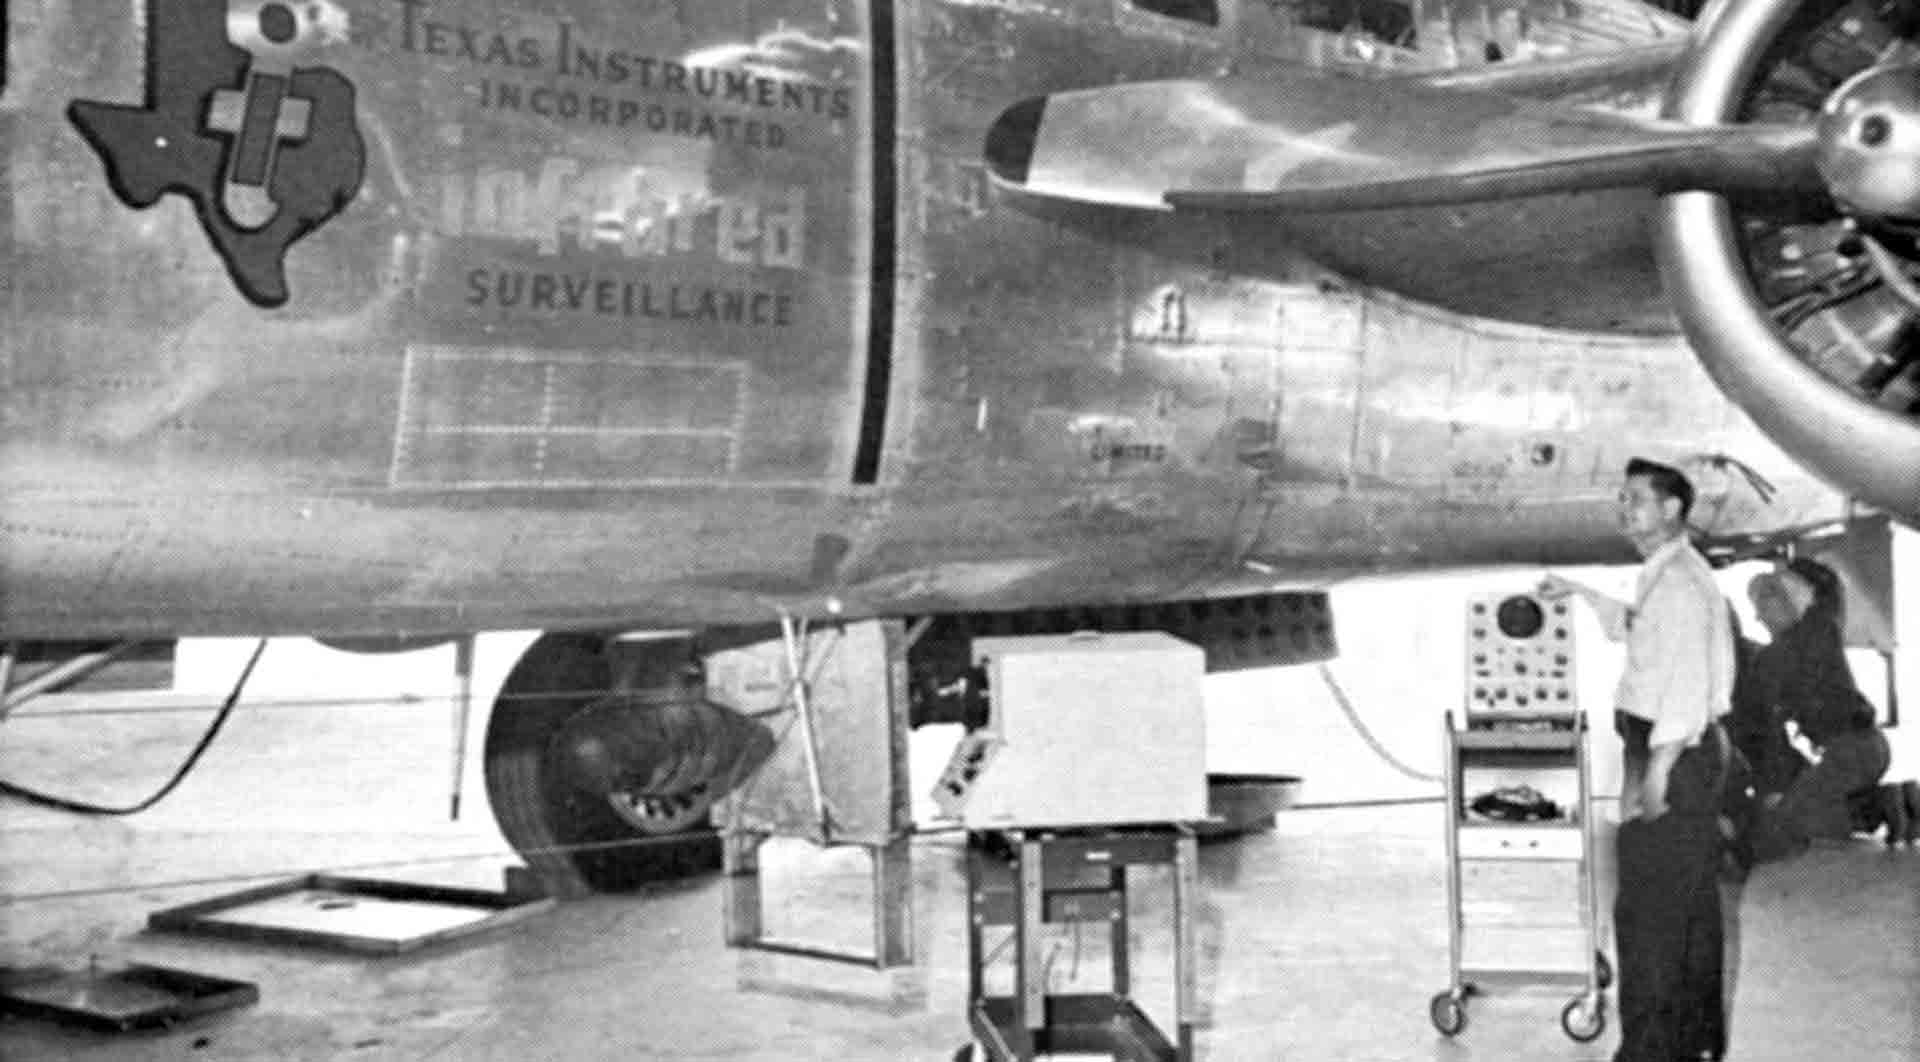 TEXAS INSTRUMENTS
INCORPORATED
infrared
SURVEILLANCE
LIMITED